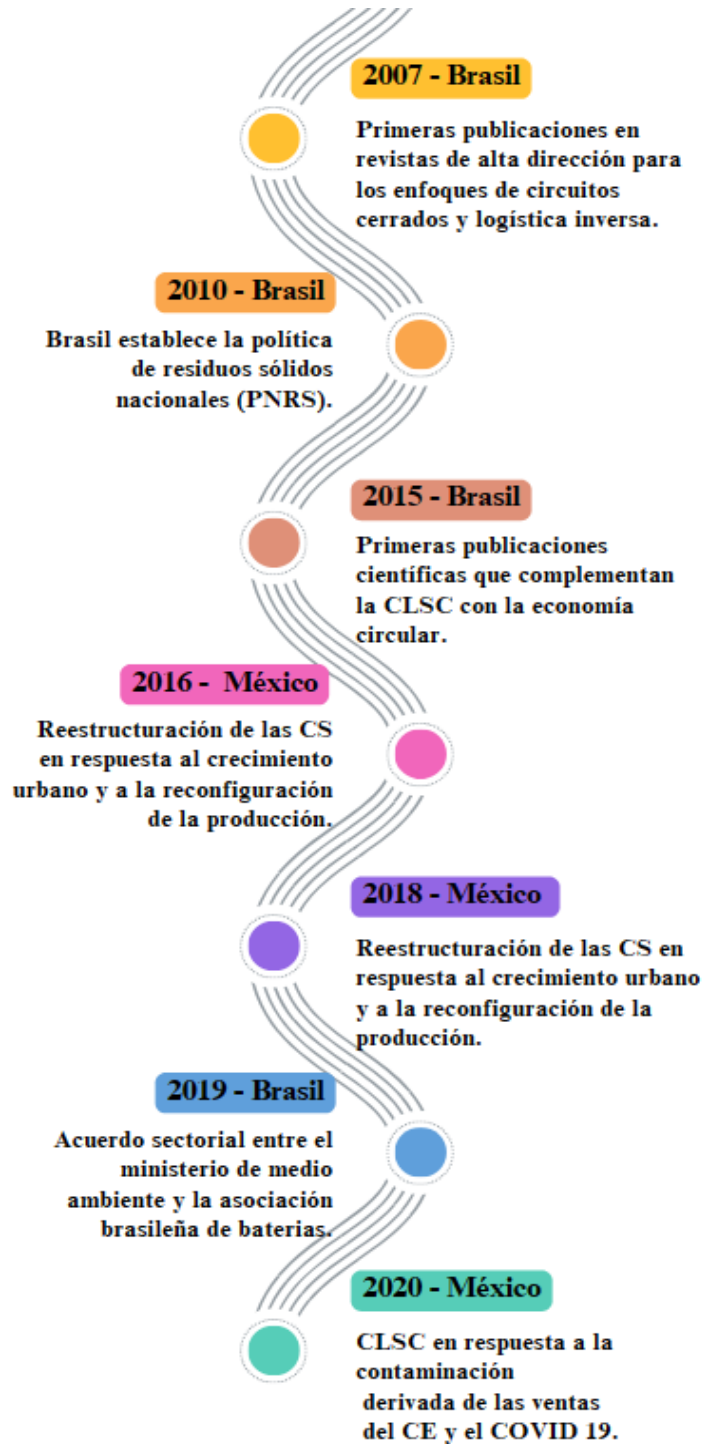 2007 - Brasil
Primeras publicaciones en
revistas de alta dirección para
los enfoques de circuitos
cerrados y logística inversa.
2010 - Brasil
Brasil establece la política
de residuos sólidos
nacionales (PNRS).
2015 - Brasil
Primeras publicaciones
científicas que complementan
la CLSC con la economía
circular.
2016 - México
Reestructuración de las CS
en respuesta al crecimiento
urbano y a la reconfiguración
de la producción.
2018 - México
Reestructuración de las CS en
respuesta al crecimiento urbano
y a la reconfiguración de la
producción.
2019 - Brasil
Acuerdo sectorial entre el
ministerio de medio
ambiente y la asociación
brasileña de baterias.
2020 - México
CLSC en respuesta a la
contaminación
derivada de las ventas
del CE y el COVID 19.